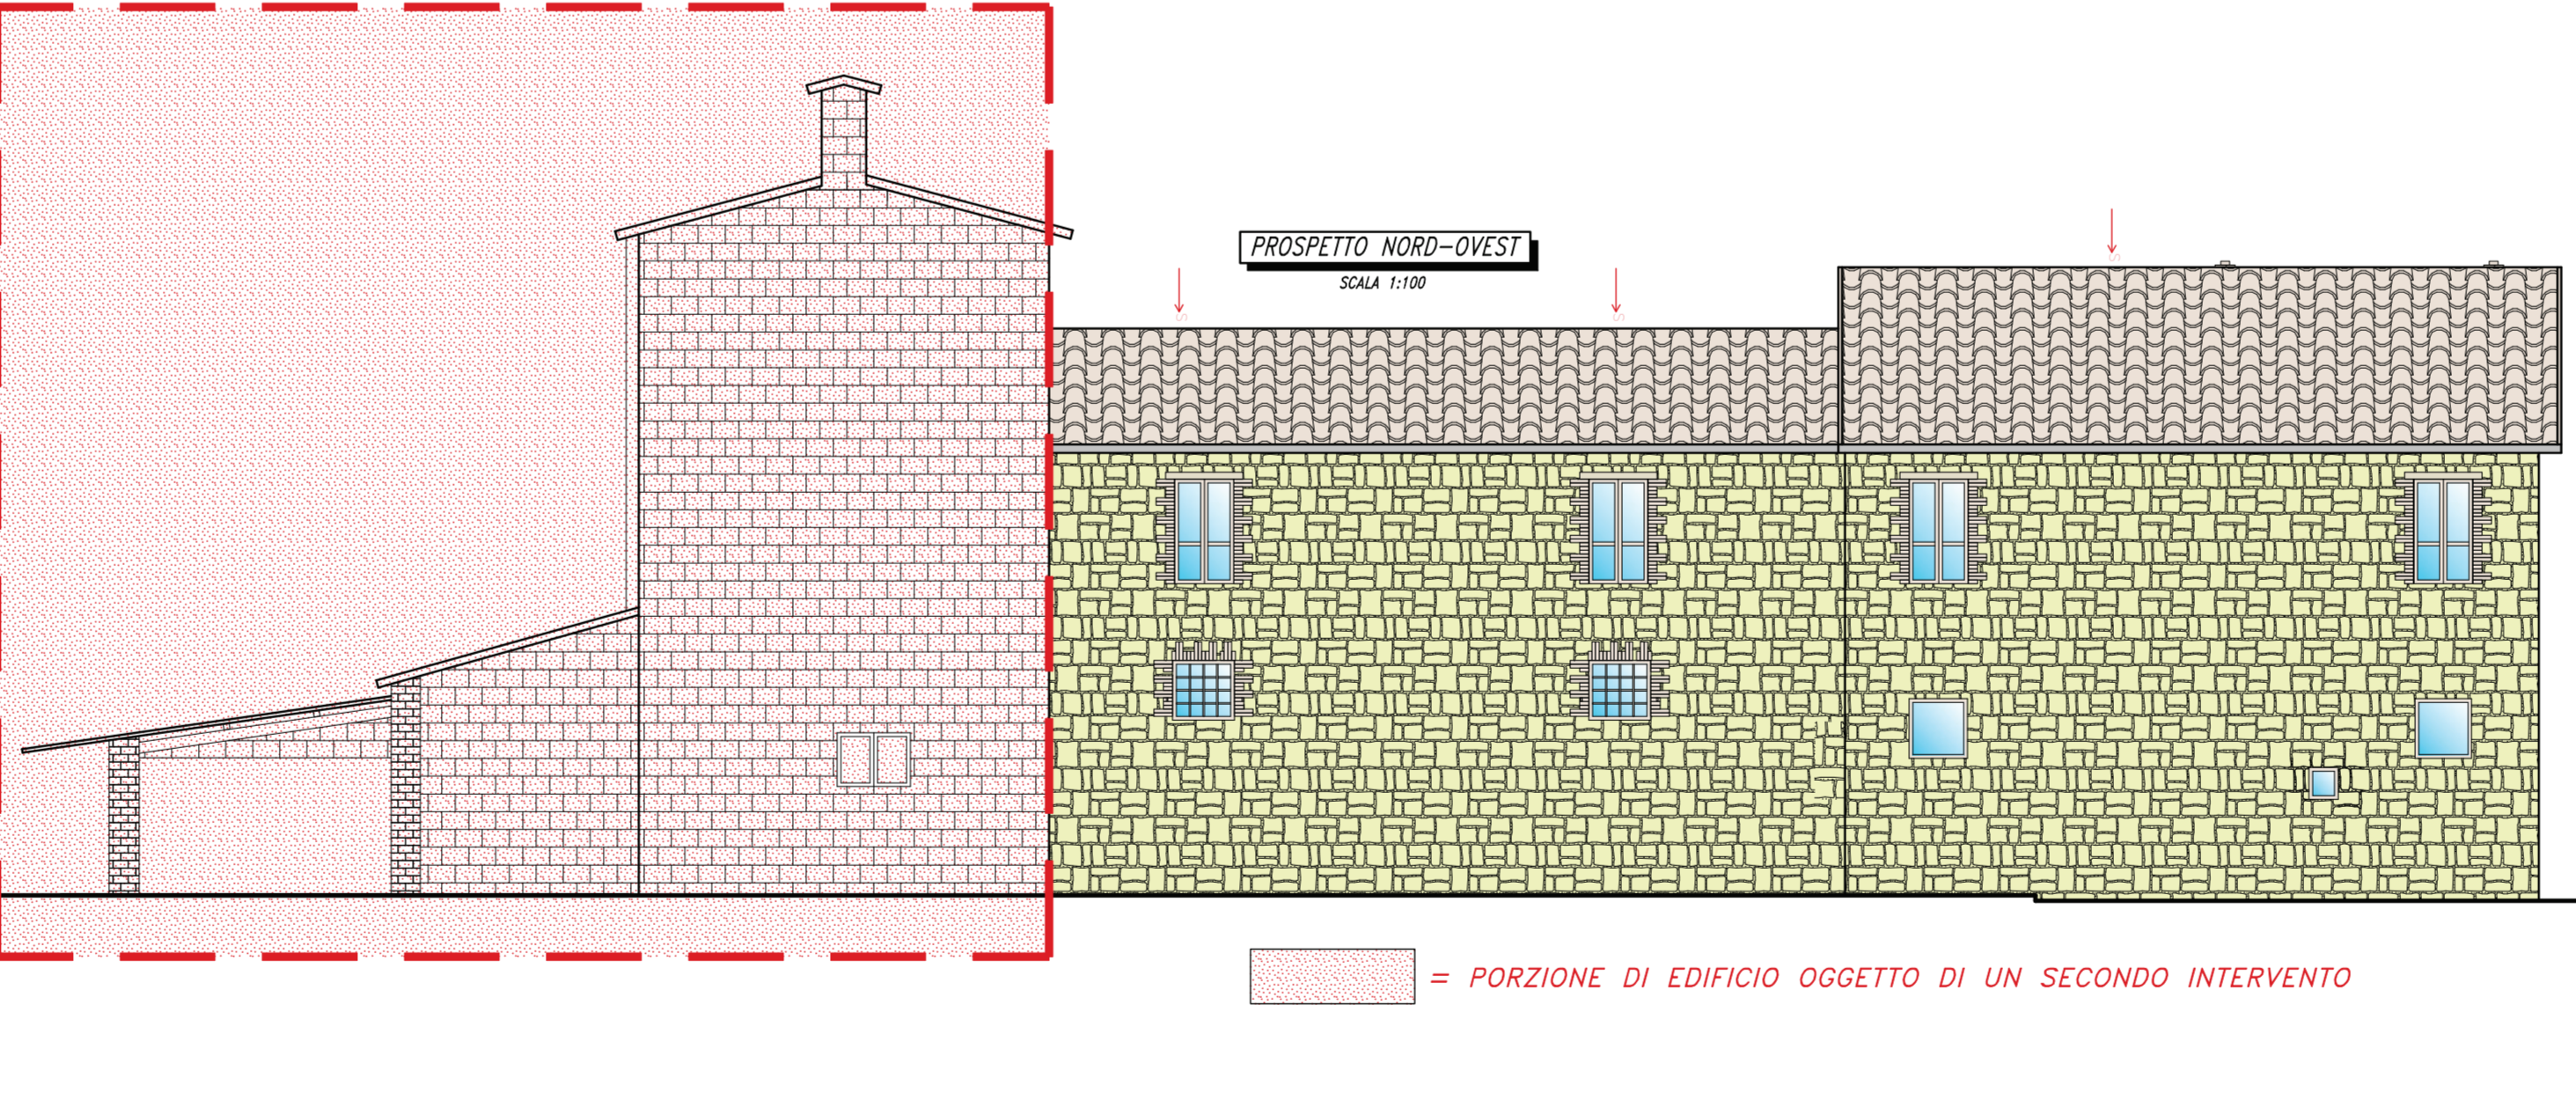 PROSPETTO NORD-OVEST
SCALA 1:100
S
S
S
= PORZIONE DI EDIFICIO OGGETTO DI UN SECONDO INTERVENTO